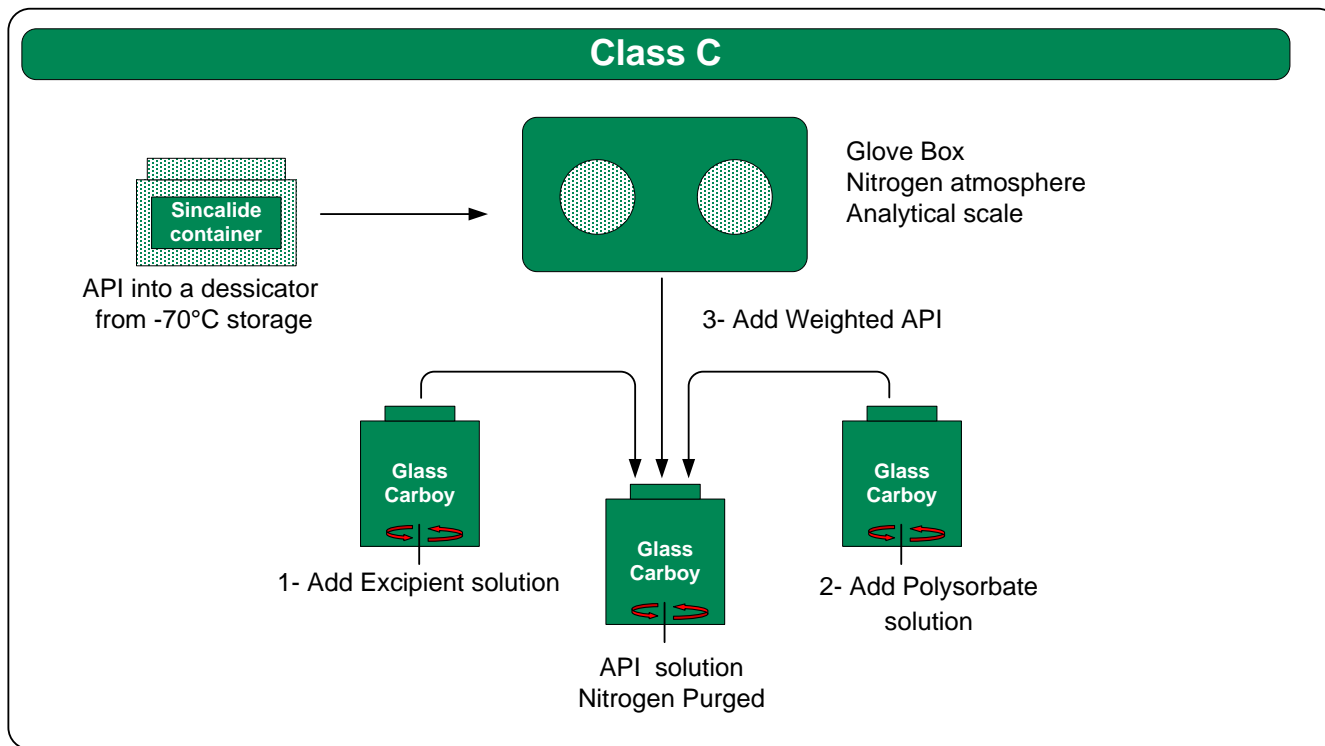 Class C
Sincalide
container
API into a dessicator
from -70°C storage
Glove Box
Nitrogen atmosphere
Analytical scale
3- Add Weighted API
Glass
Carboy
1- Add Excipient solution
Glass
Carboy
API solution
Nitrogen Purged
Glass
Carboy
2- Add Polysorbate
solution